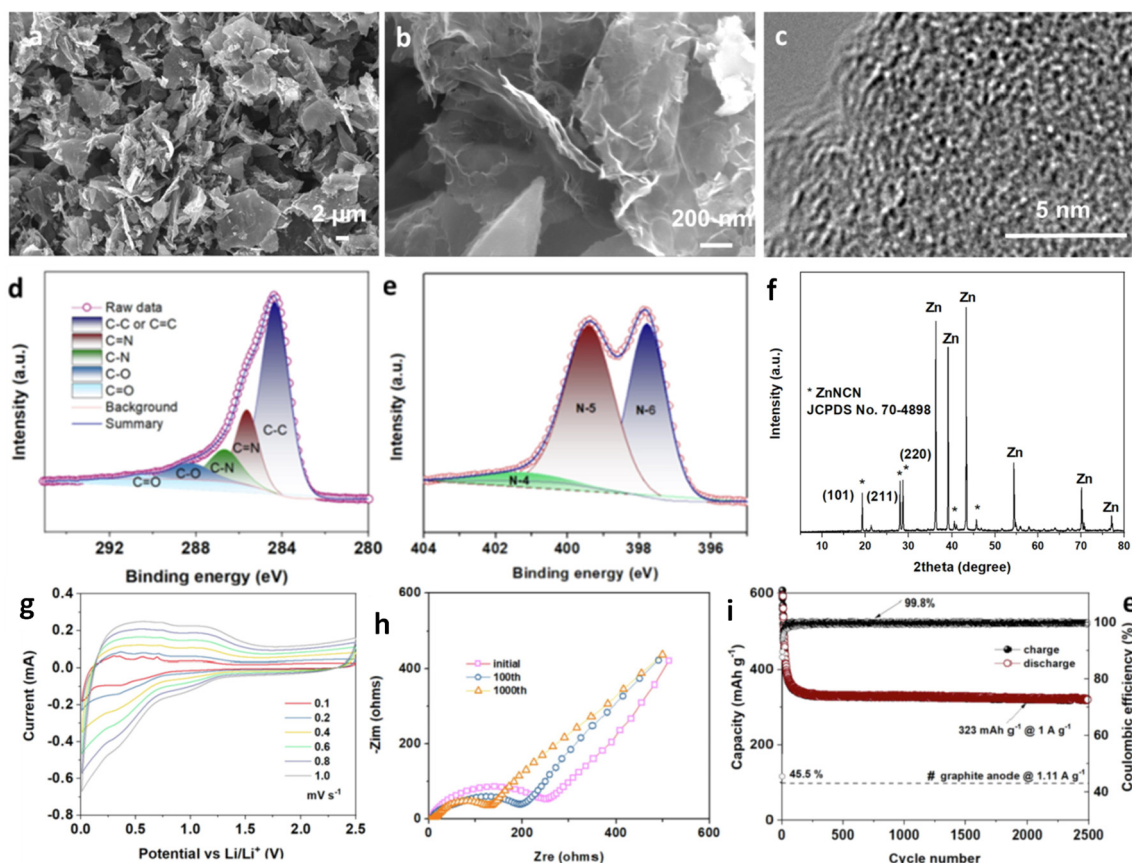 a
2 µm
b
200 nm
c
5 nm
d
Raw data
C-C or C=C
C=N
C-N
C-O
C=O
Background
Summary
C-C
C=N
C-N
C-O
C=O
Intensity (a.u.)
292 288 284 280
Binding energy (eV)
e
N-5
N-6
N-4
Intensity (a.u.)
404 402 400 398 396
Binding energy (eV)
f
Zn
Zn
Zn
Zn
Zn
Zn
* ZnNCN
JCPDS No. 70-4898
(220)
* *
*
(101)
(211)
* *
Intensity (a.u.)
10 20 30 40 50 60 70 80
2theta (degree)
g
0.4
0.2
0.0
-0.2
-0.4
-0.6
-0.8
Current (mA)
0.1
0.2
0.4
0.6
0.8
1.0
mV s⁻¹
0.0 0.5 1.0 1.5 2.0 2.5
Potential vs Li/Li⁺ (V)
h
600
400
200
0
-Zim (ohms)
initial
100th
1000th
0 200 400 600
Zre (ohms)
i
600
400
300
0
Capacity (mAh g⁻¹)
99.8%
charge
discharge
323 mAh g⁻¹ @ 1 A g⁻¹
45.5 %
# graphite anode @ 1.11 A g⁻¹
e
100
80
60
40
Coulombic efficiency (%)
0 500 1000 1500 2000 2500
Cycle number